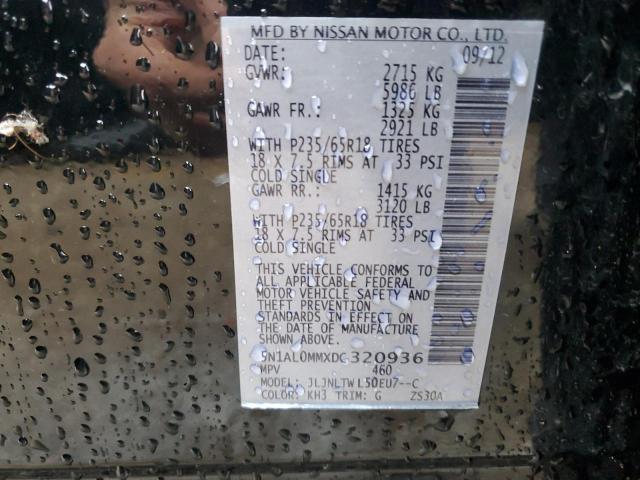 MFD BY NISSAN MOTOR CO., LTD.
DATE: 09/12
GVWR: 2715 KG
5986 LB
GAWR FR.: 1325 KG
2921 LB
WITH P235/65R18 TIRES
18 X 7.5 RIMS AT 33 PSI
COLD SINGLE
GAWR RR.: 1415 KG
3120 LB
WITH P235/65R18 TIRES
18 X 7.5 RIMS AT 33 PSI
COLD SINGLE
THIS VEHICLE CONFORMS TO
ALL APPLICABLE FEDERAL
MOTOR VEHICLE SAFETY AND
THEFT PREVENTION
STANDARDS IN EFFECT ON
THE DATE OF MANUFACTURE
SHOWN ABOVE.
5N1AL0MMXDC320936
MPV 460
MODEL: JLJNLTWL50EU7--C
COLOR: KH3 TRIM: G ZS30A